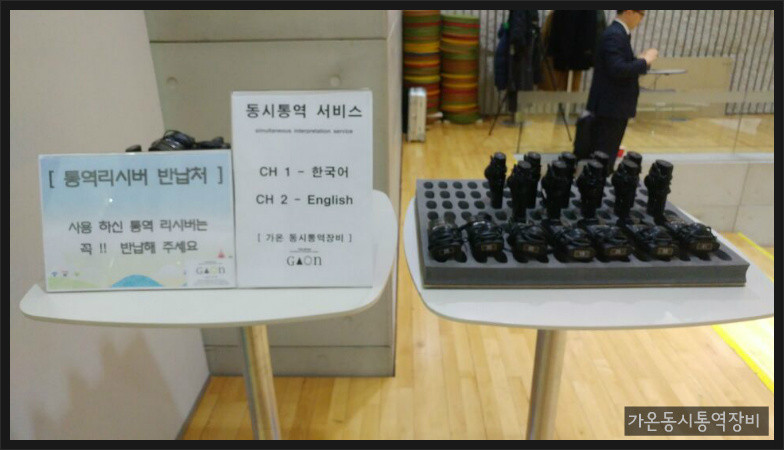 [ 통역리시버 반납처 ]
사용 하신 통역 리시버는
꼭 !! 반납해 주세요
GAON
동시통역 서비스
simultaneous interpretation service
CH 1 - 한국어
CH 2 - English
[ 가온 동시통역장비 ]
GAON
가온동시통역장비